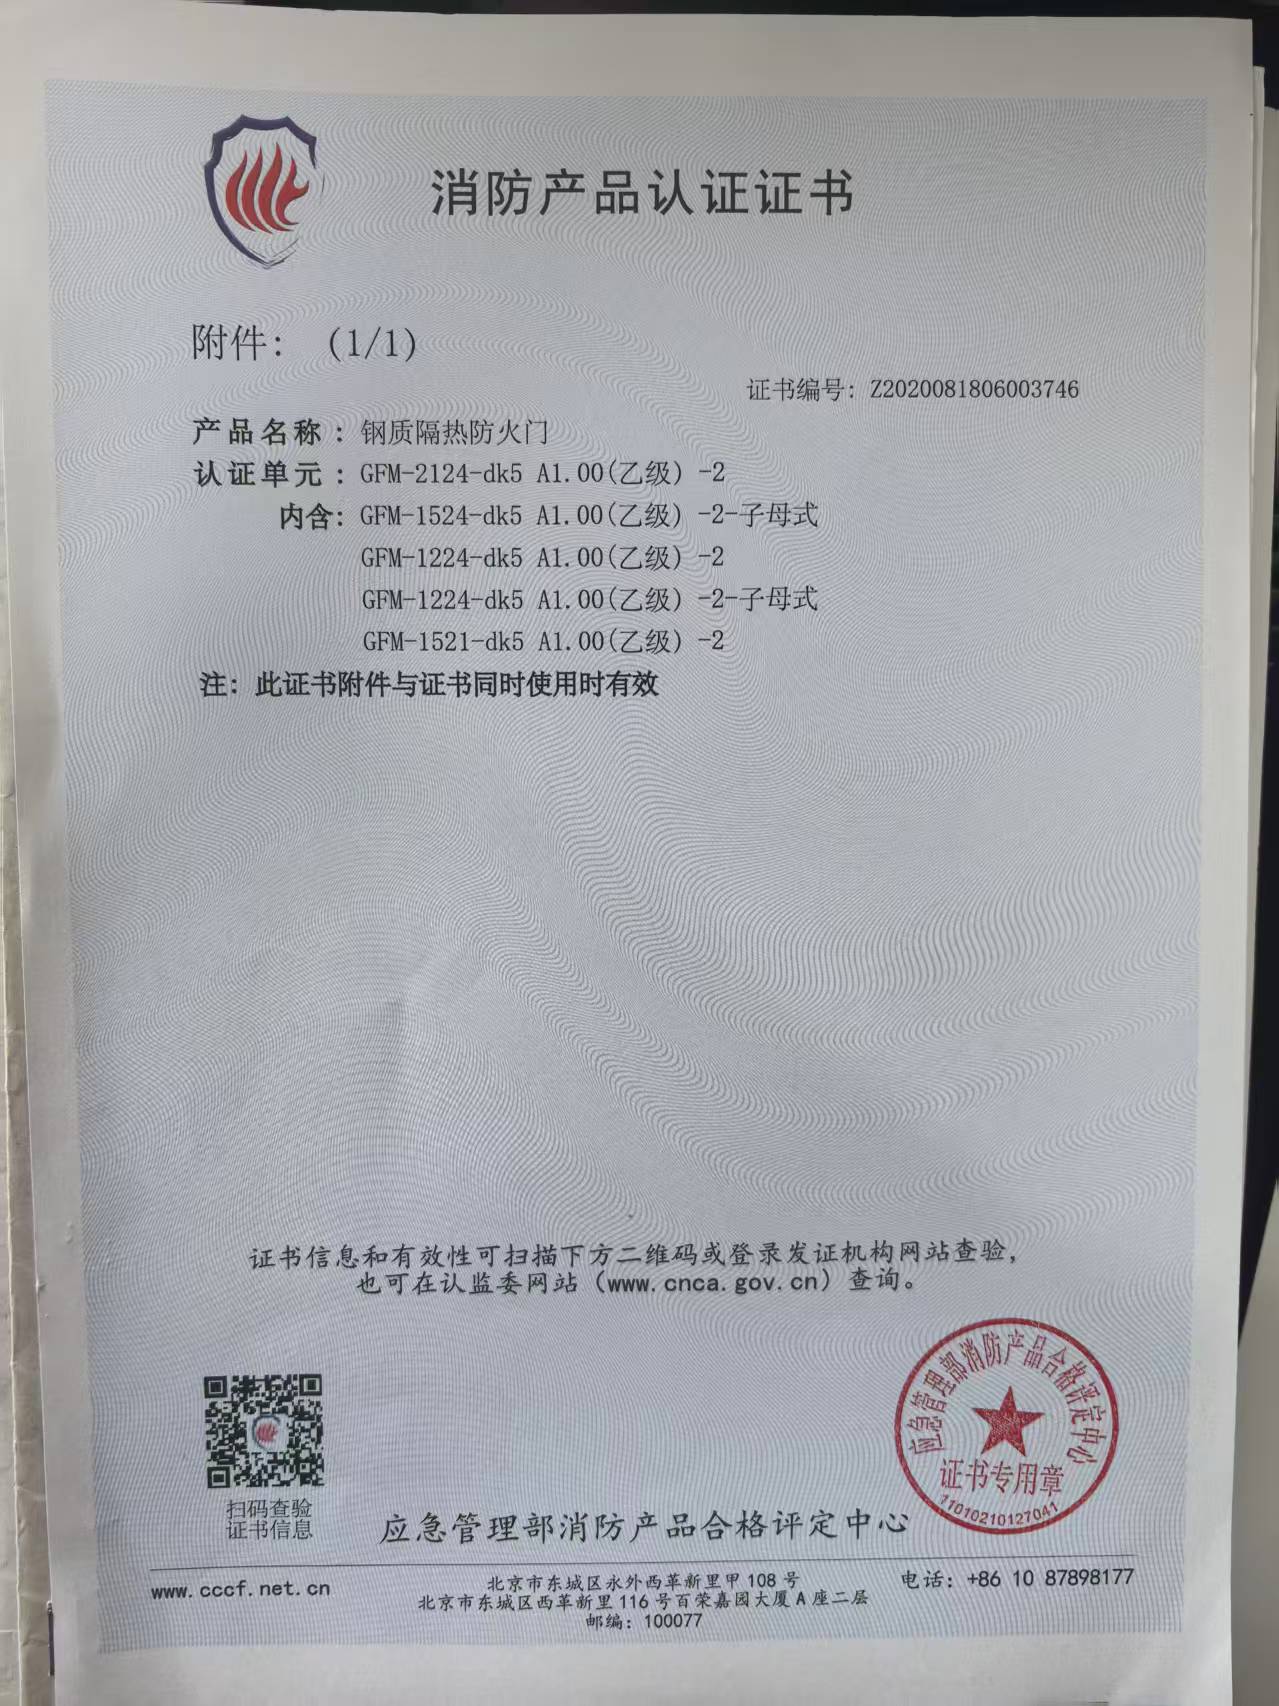 消防产品认证证书
附件： (1/1)
证书编号：Z2020081806003746
产品名称：钢质隔热防火门
认证单元：GFM-2124-dk5 A1.00(乙级) -2
内含：GFM-1524-dk5 A1.00(乙级) -2-子母式
GFM-1224-dk5 A1.00(乙级) -2
GFM-1224-dk5 A1.00(乙级) -2-子母式
GFM-1521-dk5 A1.00(乙级) -2
注：此证书附件与证书同时使用时有效
证书信息和有效性可扫描下方二维码或登录发证机构网站查验，
也可在认监委网站（www.cnca.gov.cn）查询。
应急管理部消防产品合格评定中心
证书专用章
11010210127041
扫码查验
证书信息
应急管理部消防产品合格评定中心
www.cccf.net.cn
北京市东城区永外西革新里甲108号
北京市东城区西革新里116号百荣嘉园大厦A座二层
邮编：100077
电话：+86 10 87898177